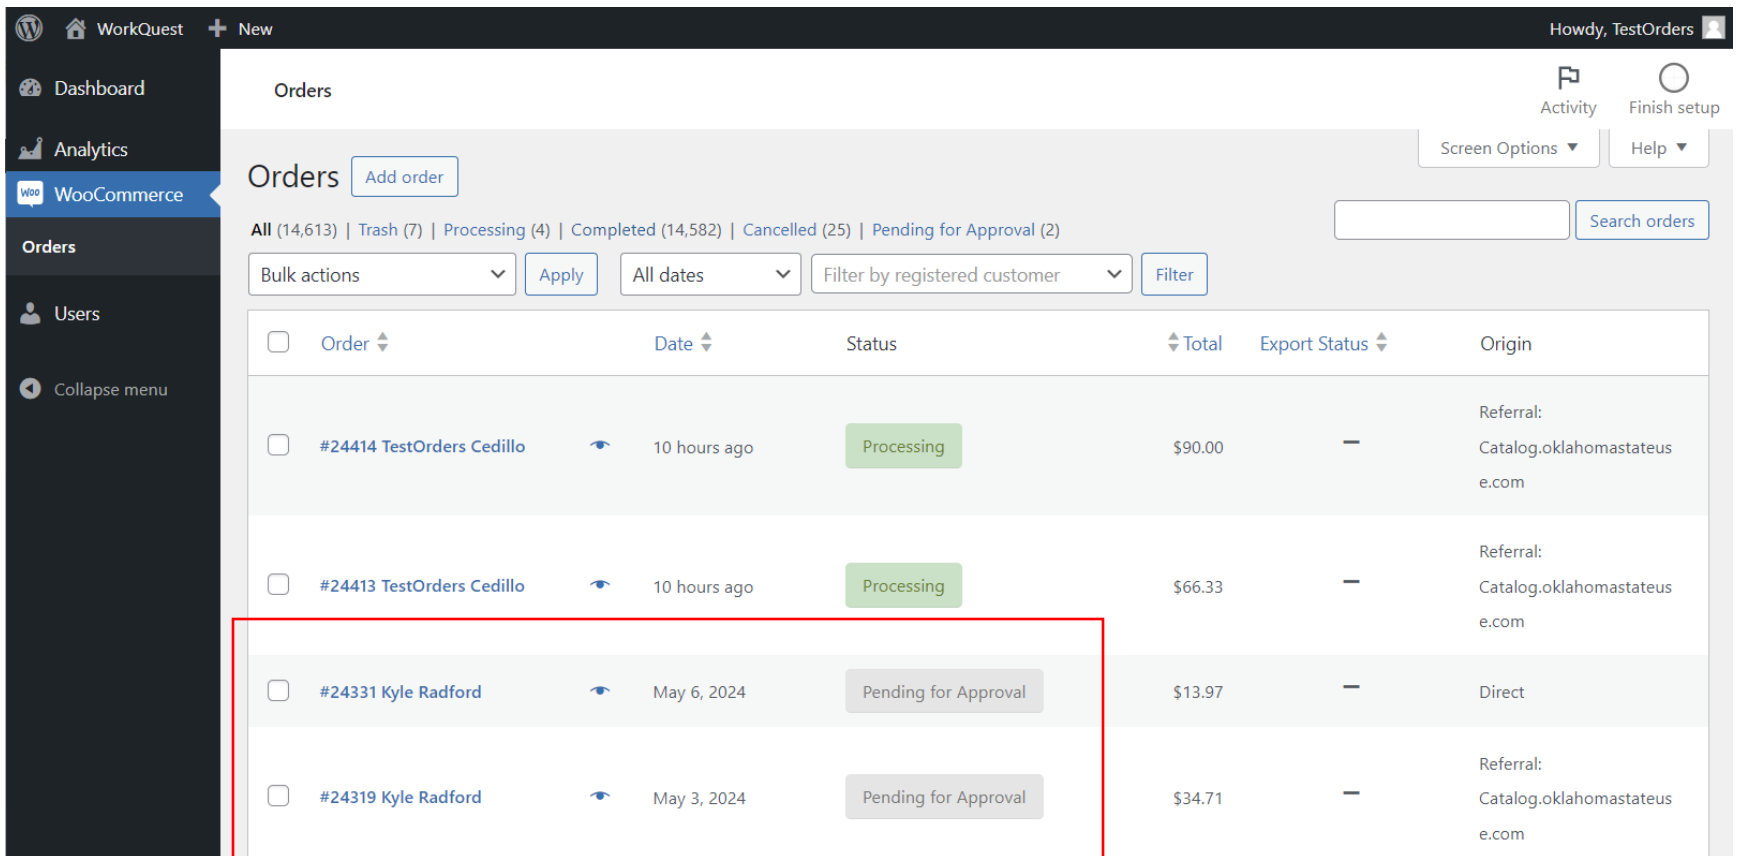 WorkQuest New Howdy, TestOrders
Dashboard
Analytics
Woo WooCommerce
Orders
Users
Collapse menu
Orders
Activity
Finish setup
Screen Options ▼ Help ▼
Orders Add order
All (14,613) | Trash (7) | Processing (4) | Completed (14,582) | Cancelled (25) | Pending for Approval (2)
Search orders
Bulk actions Apply All dates Filter by registered customer Filter
Order Date Status Total Export Status Origin
#24414 TestOrders Cedillo 10 hours ago Processing $90.00 –
Referral:
Catalog.oklahomastateus
e.com
#24413 TestOrders Cedillo 10 hours ago Processing $66.33 –
Referral:
Catalog.oklahomastateus
e.com
#24331 Kyle Radford May 6, 2024 Pending for Approval $13.97 – Direct
#24319 Kyle Radford May 3, 2024 Pending for Approval $34.71 –
Referral:
Catalog.oklahomastateus
e.com